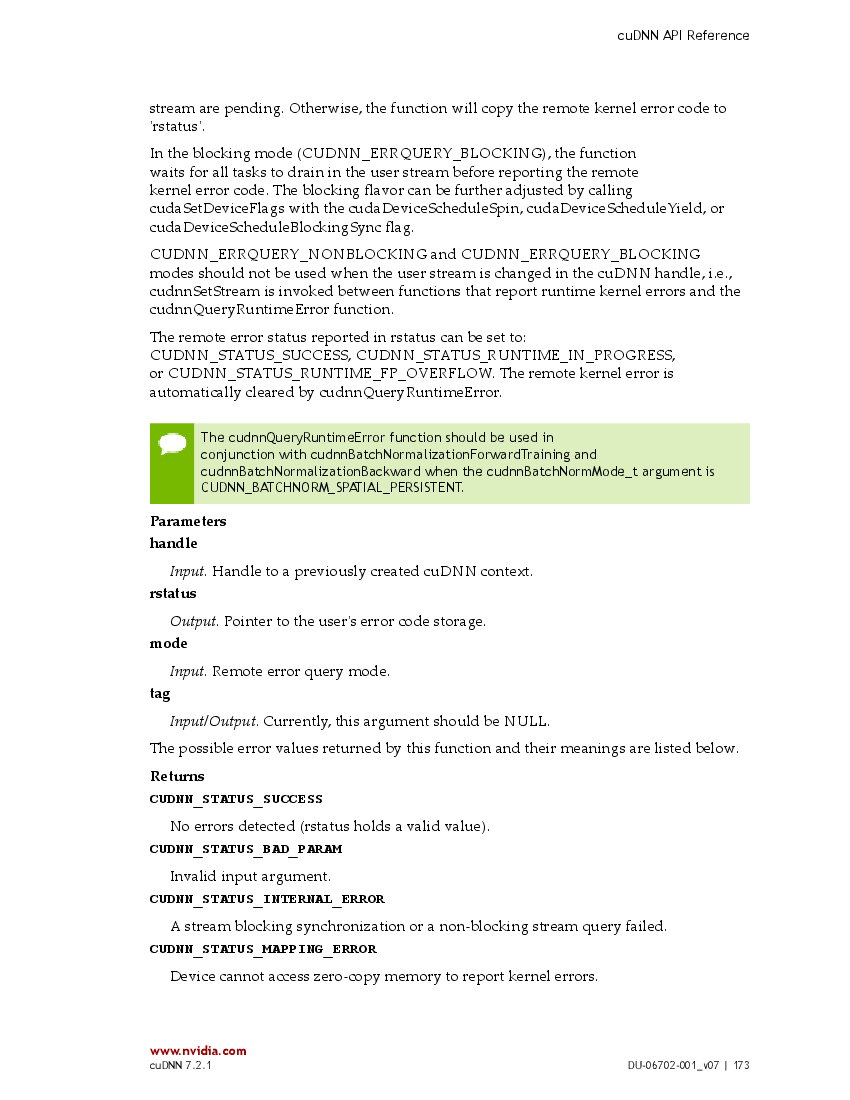 cuDNN API Reference
stream are pending. Otherwise, the function will copy the remote kernel error code to
'rstatus'.
In the blocking mode (CUDNN_ERRQUERY_BLOCKING), the function
waits for all tasks to drain in the user stream before reporting the remote
kernel error code. The blocking flavor can be further adjusted by calling
cudaSetDeviceFlags with the cudaDeviceScheduleSpin, cudaDeviceScheduleYield, or
cudaDeviceScheduleBlockingSync flag.
CUDNN_ERRQUERY_NONBLOCKING and CUDNN_ERRQUERY_BLOCKING
modes should not be used when the user stream is changed in the cuDNN handle, i.e.,
cudnnSetStream is invoked between functions that report runtime kernel errors and the
cudnnQueryRuntimeError function.
The remote error status reported in rstatus can be set to:
CUDNN_STATUS_SUCCESS, CUDNN_STATUS_RUNTIME_IN_PROGRESS,
or CUDNN_STATUS_RUNTIME_FP_OVERFLOW. The remote kernel error is
automatically cleared by cudnnQueryRuntimeError.
The cudnnQueryRuntimeError function should be used in
conjunction with cudnnBatchNormalizationForwardTraining and
cudnnBatchNormalizationBackward when the cudnnBatchNormMode_t argument is
CUDNN_BATCHNORM_SPATIAL_PERSISTENT.
Parameters
handle
Input. Handle to a previously created cuDNN context.
rstatus
Output. Pointer to the user's error code storage.
mode
Input. Remote error query mode.
tag
Input/Output. Currently, this argument should be NULL.
The possible error values returned by this function and their meanings are listed below.
Returns
CUDNN_STATUS_SUCCESS
No errors detected (rstatus holds a valid value).
CUDNN_STATUS_BAD_PARAM
Invalid input argument.
CUDNN_STATUS_INTERNAL_ERROR
A stream blocking synchronization or a non-blocking stream query failed.
CUDNN_STATUS_MAPPING_ERROR
Device cannot access zero-copy memory to report kernel errors.
www.nvidia.com
cuDNN 7.2.1
DU-06702-001_v07 | 173